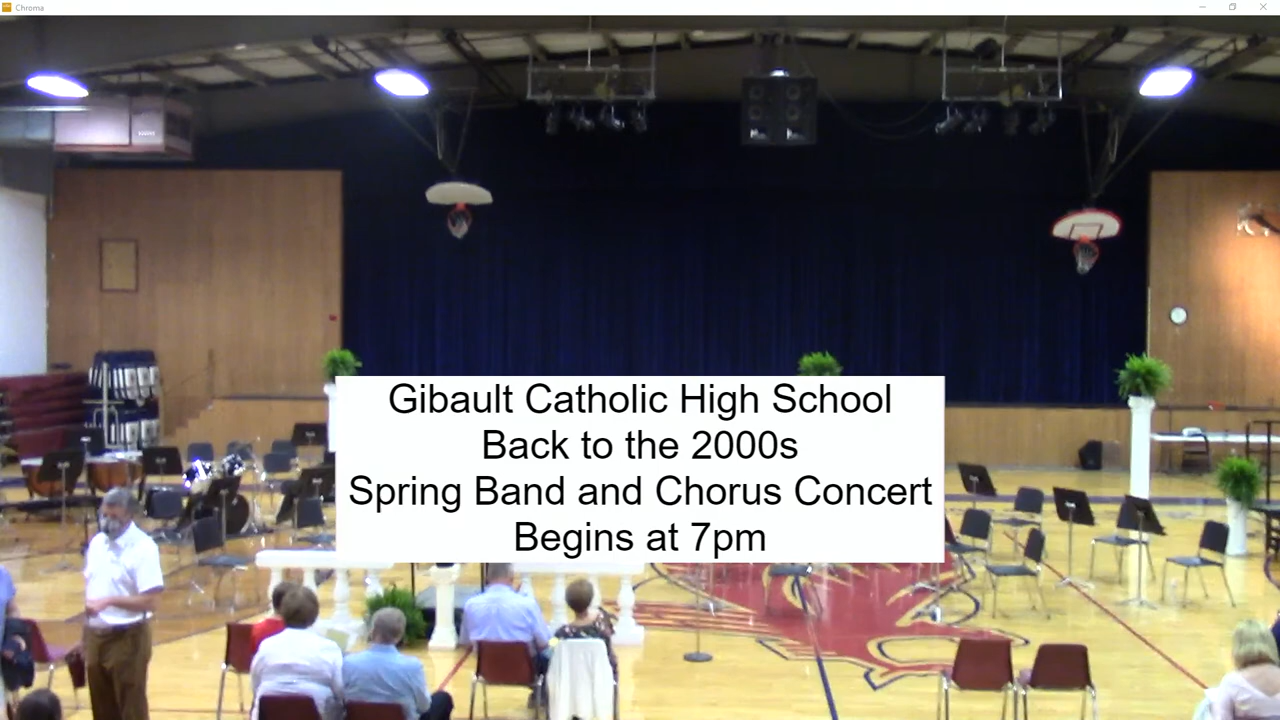 Chroma
Gibault Catholic High School
Back to the 2000s
Spring Band and Chorus Concert
Begins at 7pm